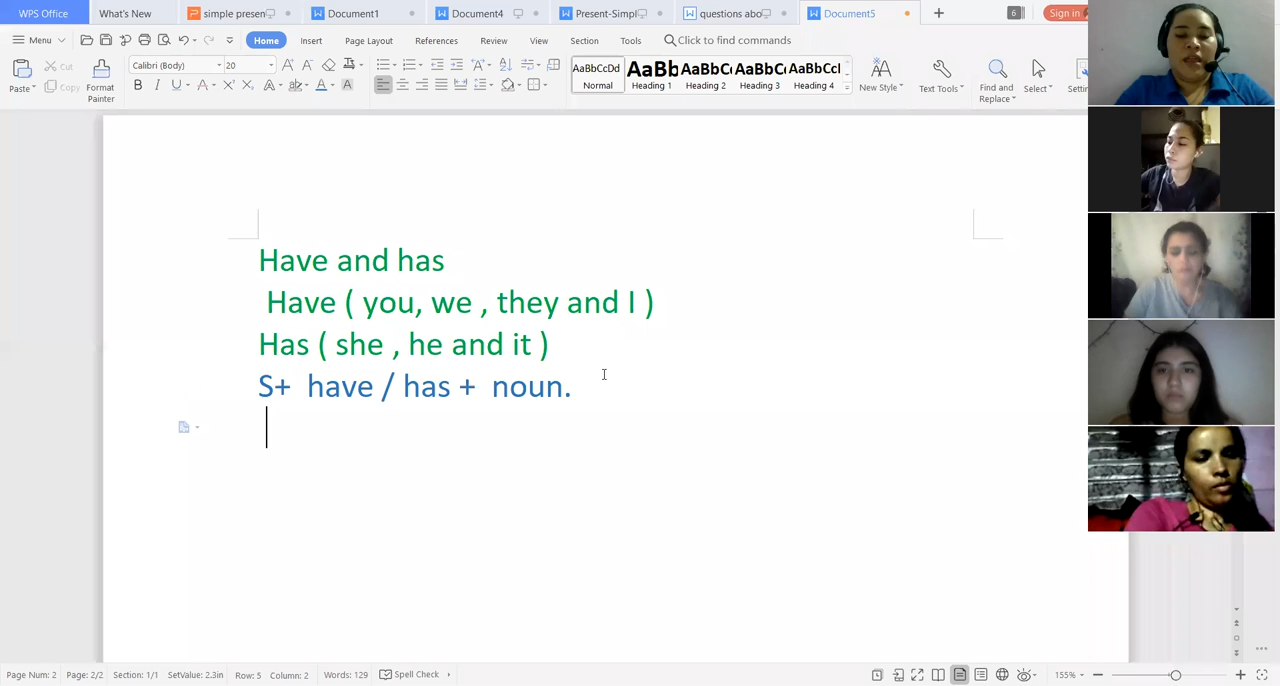 WPS Office What's New simple presen Document1 Document4 Present-Simpl questions abo Document5 + 6 Sign in
Menu Home Insert Page Layout References Review View Section Tools Click to find commands
Paste Cut Copy Format Painter Calibri (Body) 20 AaBbCcDd Normal AaBb Heading 1 AaBbC Heading 2 AaBbC Heading 3 AaBbCcl Heading 4 New Style Text Tools Find and Replace Select Settin
Have and has
Have ( you, we , they and I )
Has ( she , he and it )
S+ have / has + noun.
Page Num: 2 Page: 2/2 Section: 1/1 SetValue: 2.3in Row: 5 Column: 2 Words: 129 Spell Check 155%